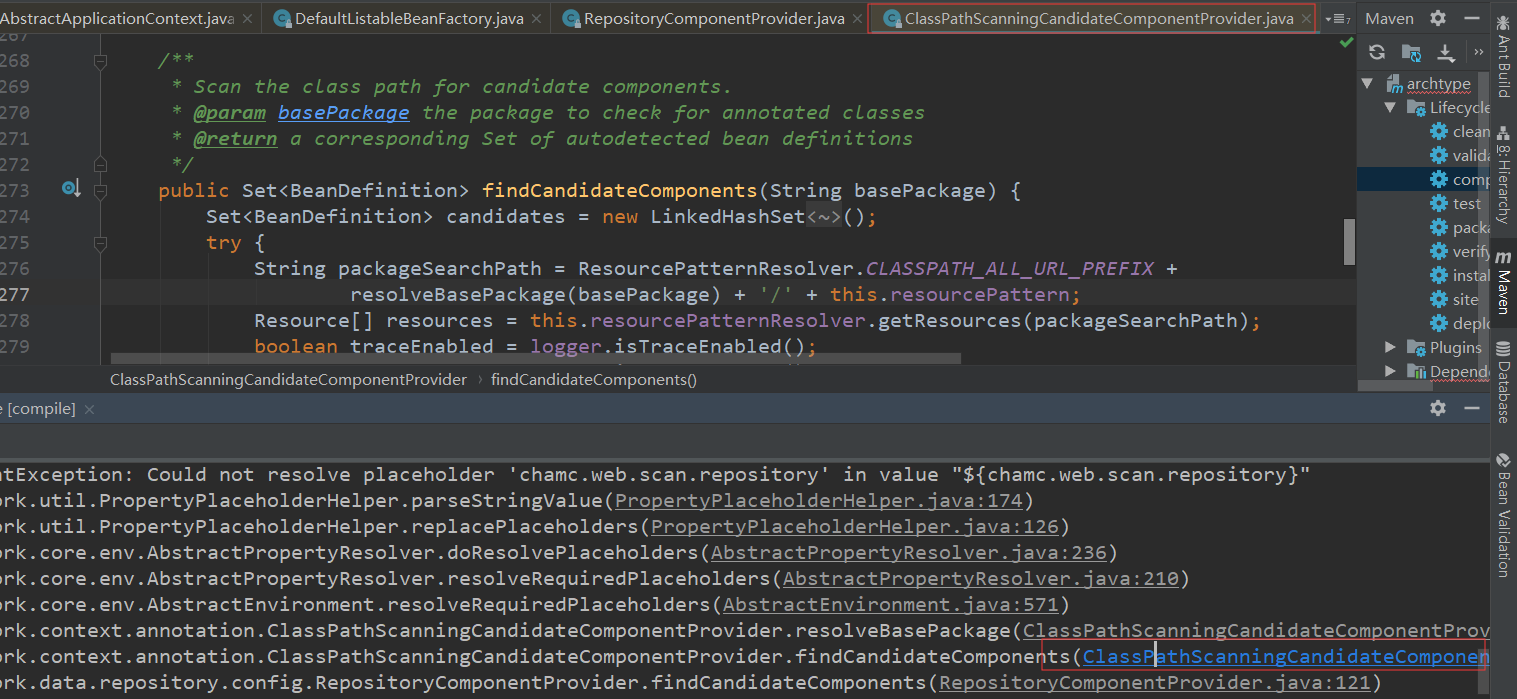 AbstractApplicationContext.java
DefaultListableBeanFactory.java
RepositoryComponentProvider.java
ClassPathScanningCandidateComponentProvider.java
7
Maven
267
268 /**
269 * Scan the class path for candidate components.
270 * @param basePackage the package to check for annotated classes
271 * @return a corresponding Set of autodetected bean definitions
272 */
273 public Set<BeanDefinition> findCandidateComponents(String basePackage) {
274 Set<BeanDefinition> candidates = new LinkedHashSet<~>();
275 try {
276 String packageSearchPath = ResourcePatternResolver.CLASSPATH_ALL_URL_PREFIX +
277 resolveBasePackage(basePackage) + '/' + this.resourcePattern;
278 Resource[] resources = this.resourcePatternResolver.getResources(packageSearchPath);
279 boolean traceEnabled = logger.isTraceEnabled();
ClassPathScanningCandidateComponentProvider › findCandidateComponents()
archtype
Lifecycle
clean
valida
comp
test
packa
verify
instal
site
deplo
Plugins
Depend
Ant Build
8: Hierarchy
m Maven
Database
Bean Validation
e [compile]
ntException: Could not resolve placeholder 'chamc.web.scan.repository' in value "${chamc.web.scan.repository}"
ork.util.PropertyPlaceholderHelper.parseStringValue(PropertyPlaceholderHelper.java:174)
ork.util.PropertyPlaceholderHelper.replacePlaceholders(PropertyPlaceholderHelper.java:126)
ork.core.env.AbstractPropertyResolver.doResolvePlaceholders(AbstractPropertyResolver.java:236)
ork.core.env.AbstractPropertyResolver.resolveRequiredPlaceholders(AbstractPropertyResolver.java:210)
ork.core.env.AbstractEnvironment.resolveRequiredPlaceholders(AbstractEnvironment.java:571)
ork.context.annotation.ClassPathScanningCandidateComponentProvider.resolveBasePackage(ClassPathScanningCandidateComponentProv
ork.context.annotation.ClassPathScanningCandidateComponentProvider.findCandidateComponents(ClassPathScanningCandidateComponen
ork.data.repository.config.RepositoryComponentProvider.findCandidateComponents(RepositoryComponentProvider.java:121)